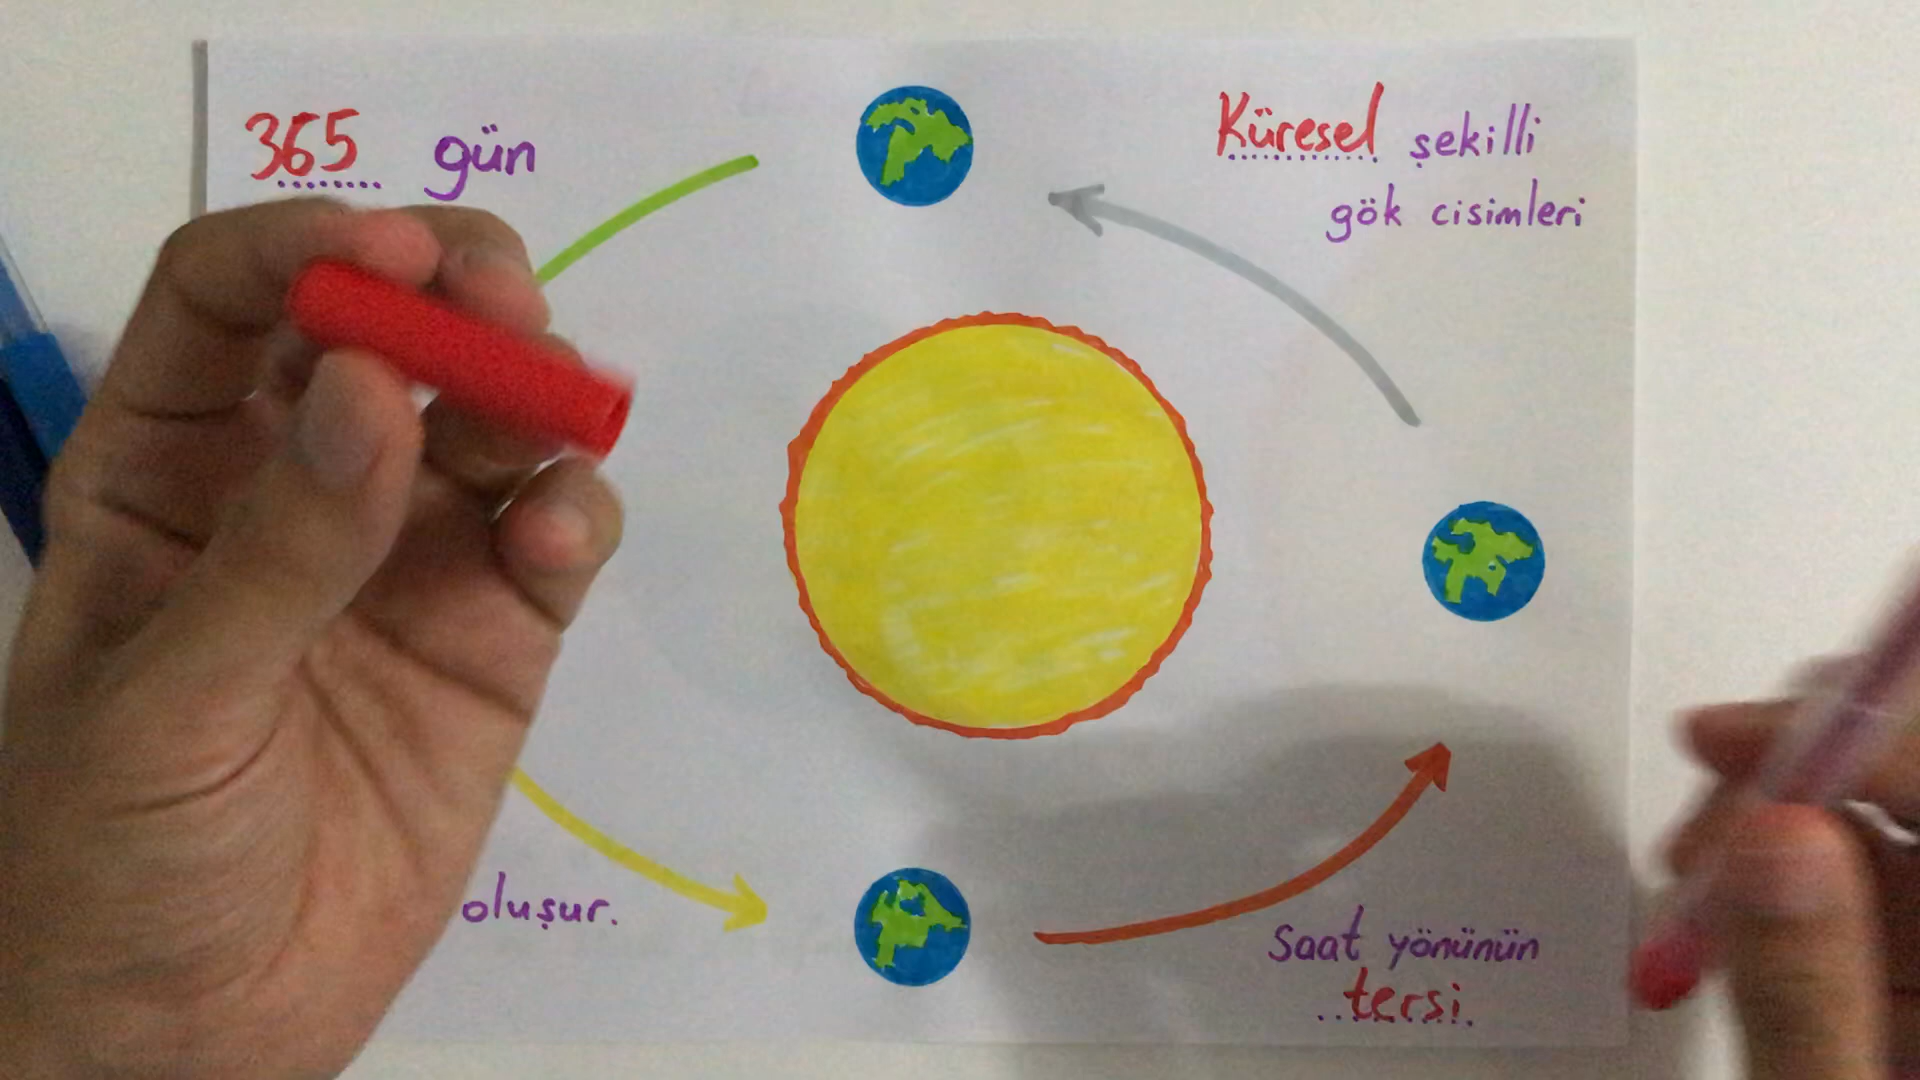 365 gün
Küresel şekilli
gök cisimleri
oluşur.
Saat yönünün
tersi